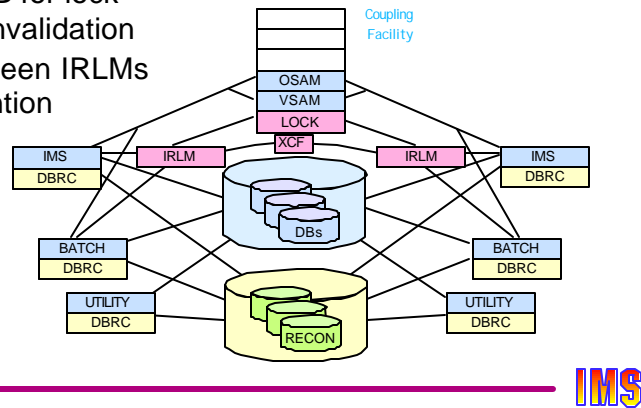 D for lock
nvalidation
een IRLMs
ntion
Coupling
Facility
OSAM
VSAM
LOCK
XCF
IMS
DBRC
IRLM
IRLM
IMS
DBRC
DBs
BATCH
DBRC
BATCH
DBRC
UTILITY
DBRC
UTILITY
DBRC
RECON
IMS